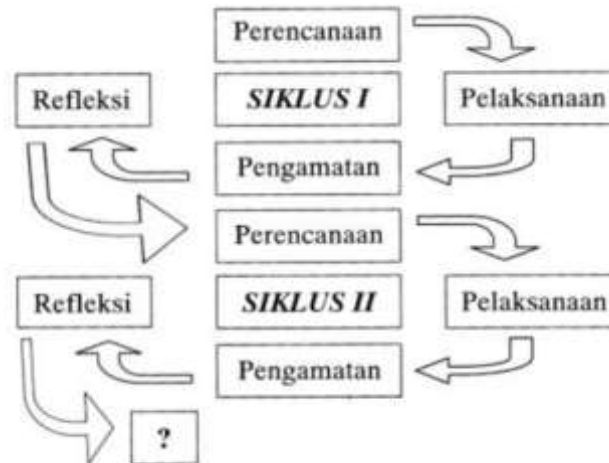 Perencanaan
Refleksi
SIKLUS I
Pelaksanaan
Pengamatan
Perencanaan
Refleksi
SIKLUS II
Pelaksanaan
Pengamatan
?